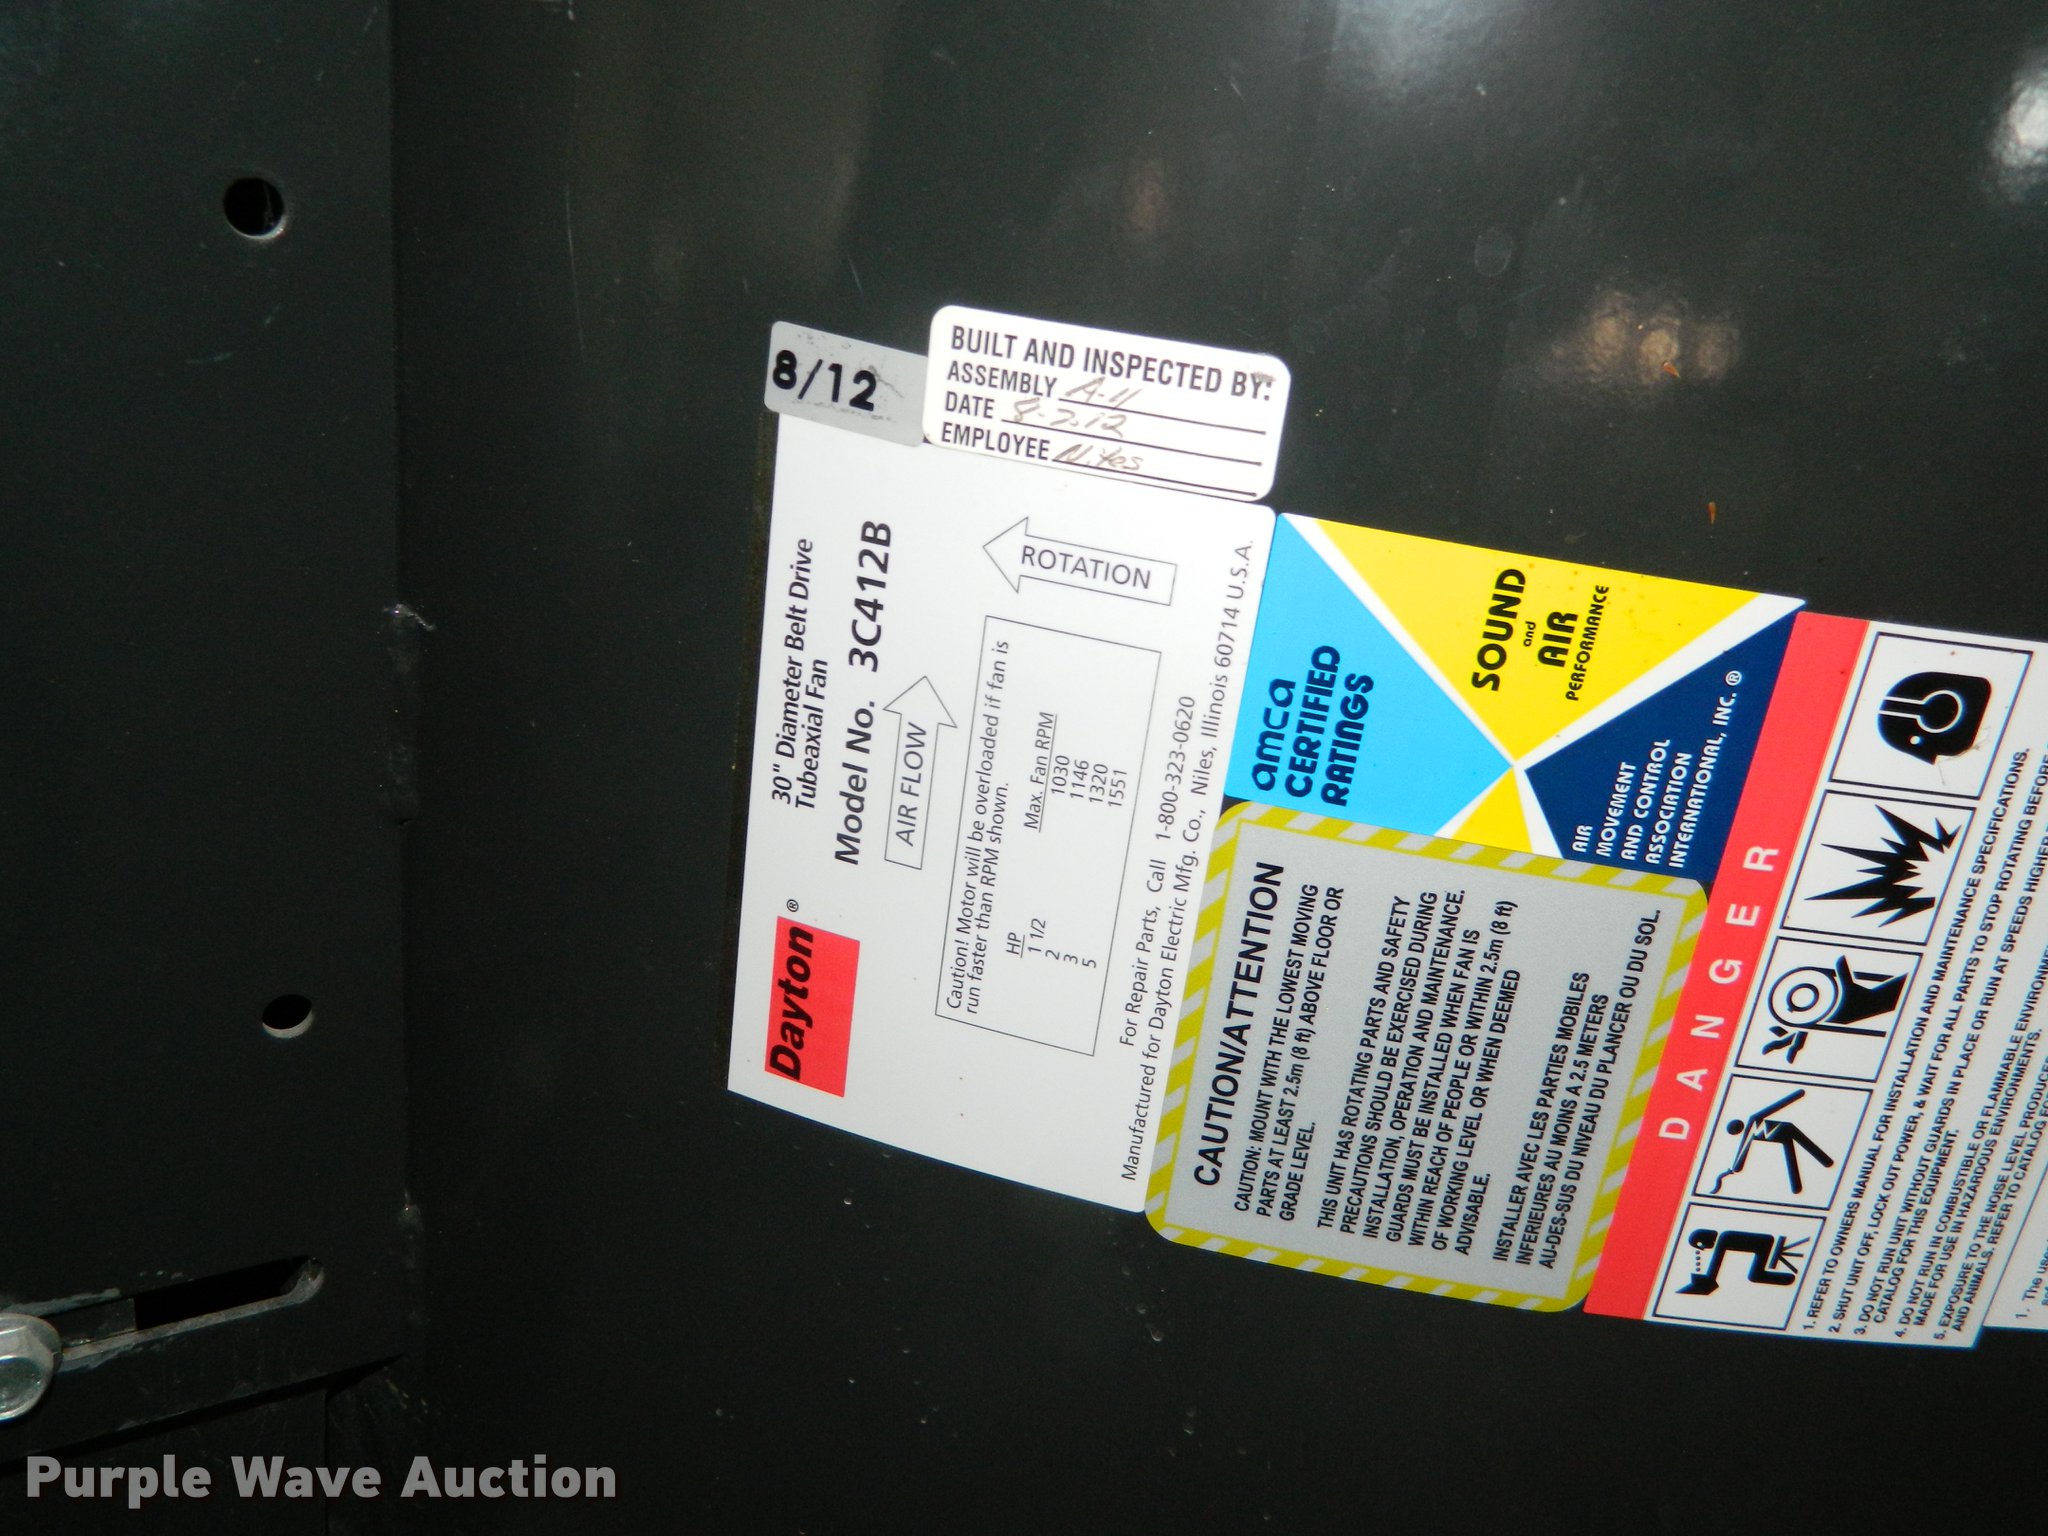 8/12
BUILT AND INSPECTED BY:
ASSEMBLY A-11
DATE 8-7-12
EMPLOYEE
Dayton®
30" Diameter Belt Drive
Tubeaxial Fan
Model No. 3C412B
AIR FLOW
ROTATION
Caution! Motor will be overloaded if fan is
run faster than RPM shown.
HP Max. Fan RPM
1 1/2 1030
2 1146
3 1320
5 1551
For Repair Parts, Call 1-800-323-0620
Manufactured for Dayton Electric Mfg. Co., Niles, Illinois 60714 U.S.A.
amca
CERTIFIED
RATINGS
SOUND
and
AIR
PERFORMANCE
AIR
MOVEMENT
AND CONTROL
ASSOCIATION
INTERNATIONAL, INC. ®
CAUTION/ATTENTION
CAUTION: MOUNT WITH THE LOWEST MOVING
PARTS AT LEAST 2.5m (8 ft) ABOVE FLOOR OR
GRADE LEVEL.
THIS UNIT HAS ROTATING PARTS AND SAFETY
PRECAUTIONS SHOULD BE EXERCISED DURING
INSTALLATION, OPERATION AND MAINTENANCE.
GUARDS MUST BE INSTALLED WHEN FAN IS
WITHIN REACH OF PEOPLE OR WITHIN 2.5m (8 ft)
OF WORKING LEVEL OR WHEN DEEMED
ADVISABLE.
INSTALLER AVEC LES PARTIES MOBILES
INFERIEURES AU MOINS A 2.5 METERS
AU-DES-SUS DU NIVEAU DU PLANCER OU DU SOL.
DANGER
1. REFER TO OWNERS MANUAL FOR INSTALLATION AND MAINTENANCE SPECIFICATIONS.
2. SHUT UNIT OFF, LOCK OUT POWER, & WAIT FOR ALL PARTS TO STOP ROTATING BEFORE
3. DO NOT RUN UNIT WITHOUT GUARDS IN PLACE OR RUN AT SPEEDS HIGHER
CATALOG FOR THIS EQUIPMENT.
4. DO NOT RUN IN COMBUSTIBLE OR FLAMMABLE
MADE FOR USE IN HAZARDOUS ENVIRONMENTS.
5. EXPOSURE TO THE NOISE LEVEL PRODUCED
AND ANIMALS. REFER TO CATALOG FOR
1. The
Purple Wave Auction